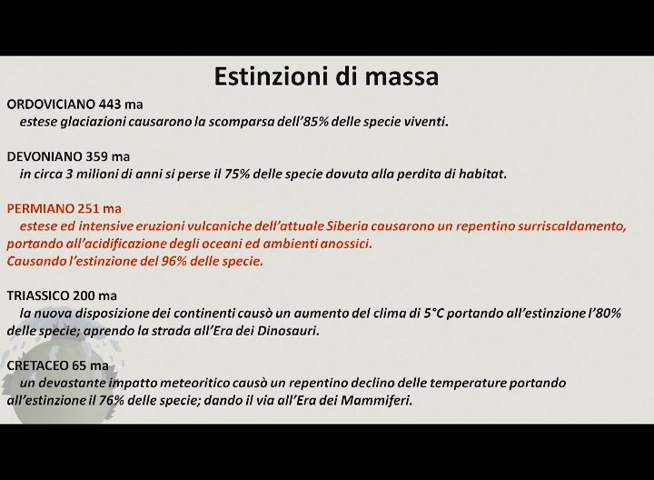 Estinzioni di massa
ORDOVICIANO 443 ma
estese glaciazioni causarono la scomparsa dell'85% delle specie viventi.
DEVONIANO 359 ma
in circa 3 milioni di anni si perse il 75% delle specie dovuta alla perdita di habitat.
PERMIANO 251 ma
estese ed intensive eruzioni vulcaniche dell'attuale Siberia causarono un repentino surriscaldamento,
portando all'acidificazione degli oceani ed ambienti anossici.
Causando l'estinzione del 96% delle specie.
TRIASSICO 200 ma
la nuova disposizione dei continenti causò un aumento del clima di 5°C portando all'estinzione l'80%
delle specie; aprendo la strada all'Era dei Dinosauri.
CRETACEO 65 ma
un devastante impatto meteoritico causò un repentino declino delle temperature portando
all'estinzione il 76% delle specie; dando il via all'Era dei Mammiferi.